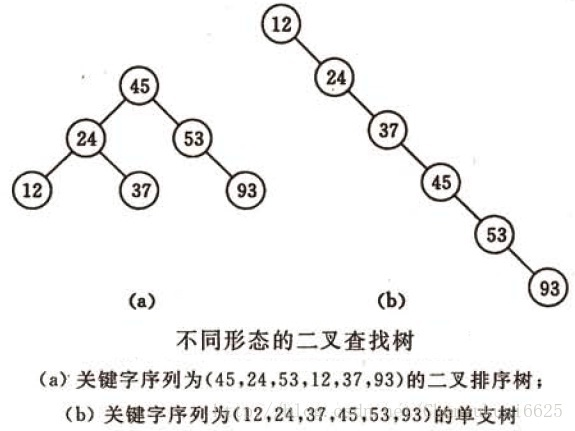 12
45
24
24
53
37
12
37
93
45
53
93
(a)
(b)
不同形态的二叉查找树
(a) 关键字序列为(45,24,53,12,37,93)的二叉排序树;
(b) 关键字序列为(12,24,37,45,53,93)的单支树